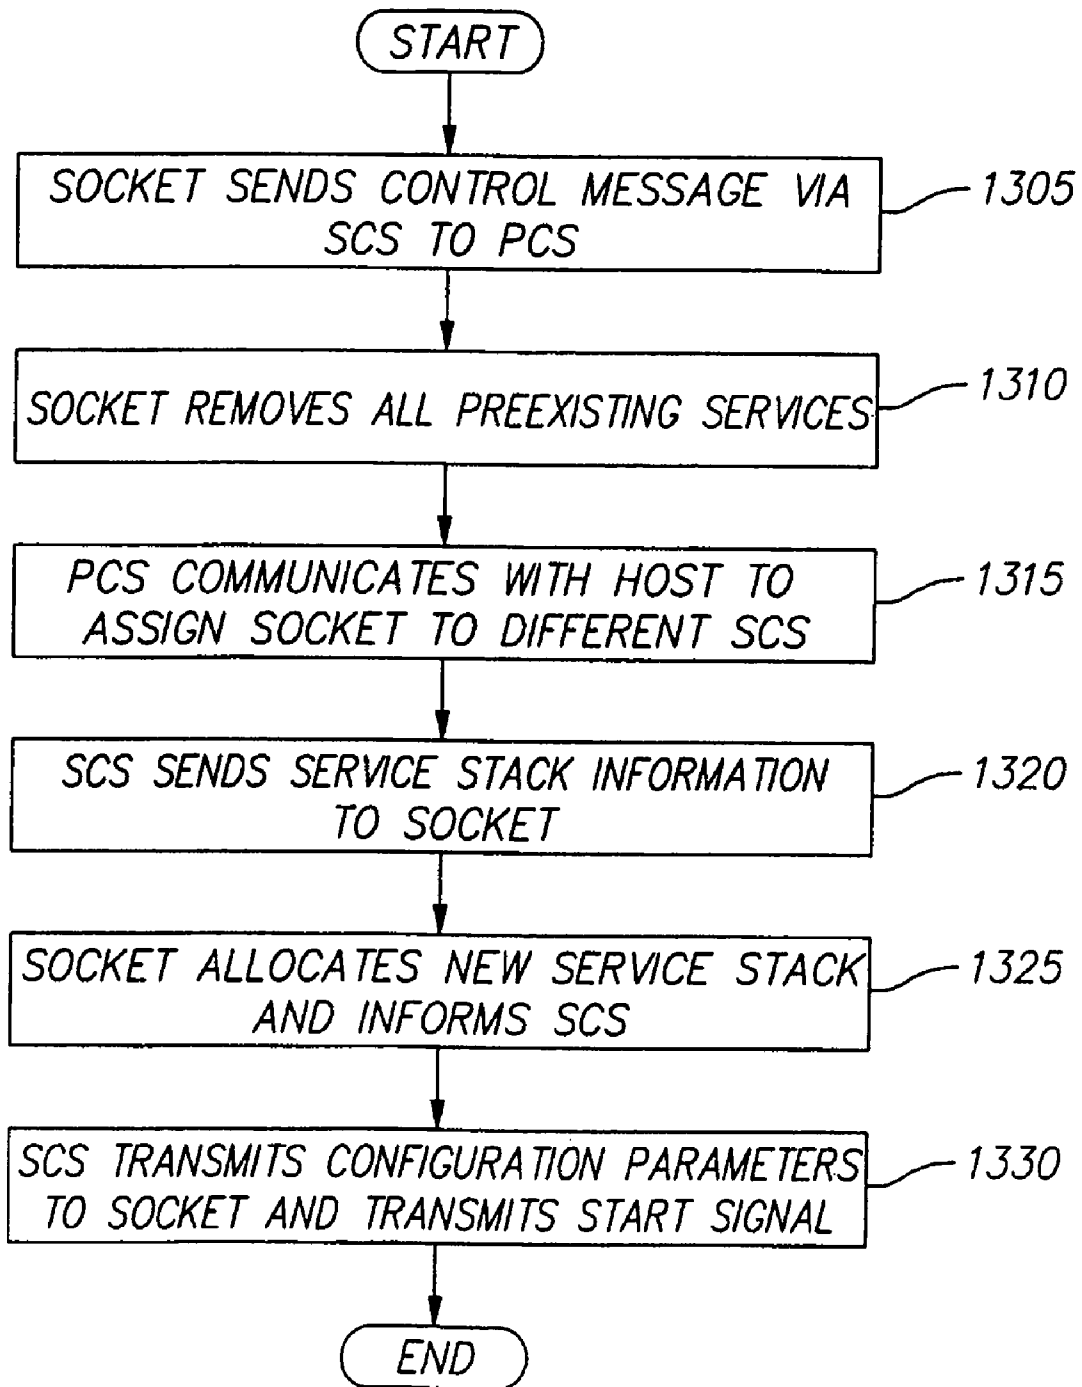 START
SOCKET SENDS CONTROL MESSAGE VIA
SCS TO PCS
1305
SOCKET REMOVES ALL PREEXISTING SERVICES
1310
PCS COMMUNICATES WITH HOST TO
ASSIGN SOCKET TO DIFFERENT SCS
1315
SCS SENDS SERVICE STACK INFORMATION
TO SOCKET
1320
SOCKET ALLOCATES NEW SERVICE STACK
AND INFORMS SCS
1325
SCS TRANSMITS CONFIGURATION PARAMETERS
TO SOCKET AND TRANSMITS START SIGNAL
1330
END